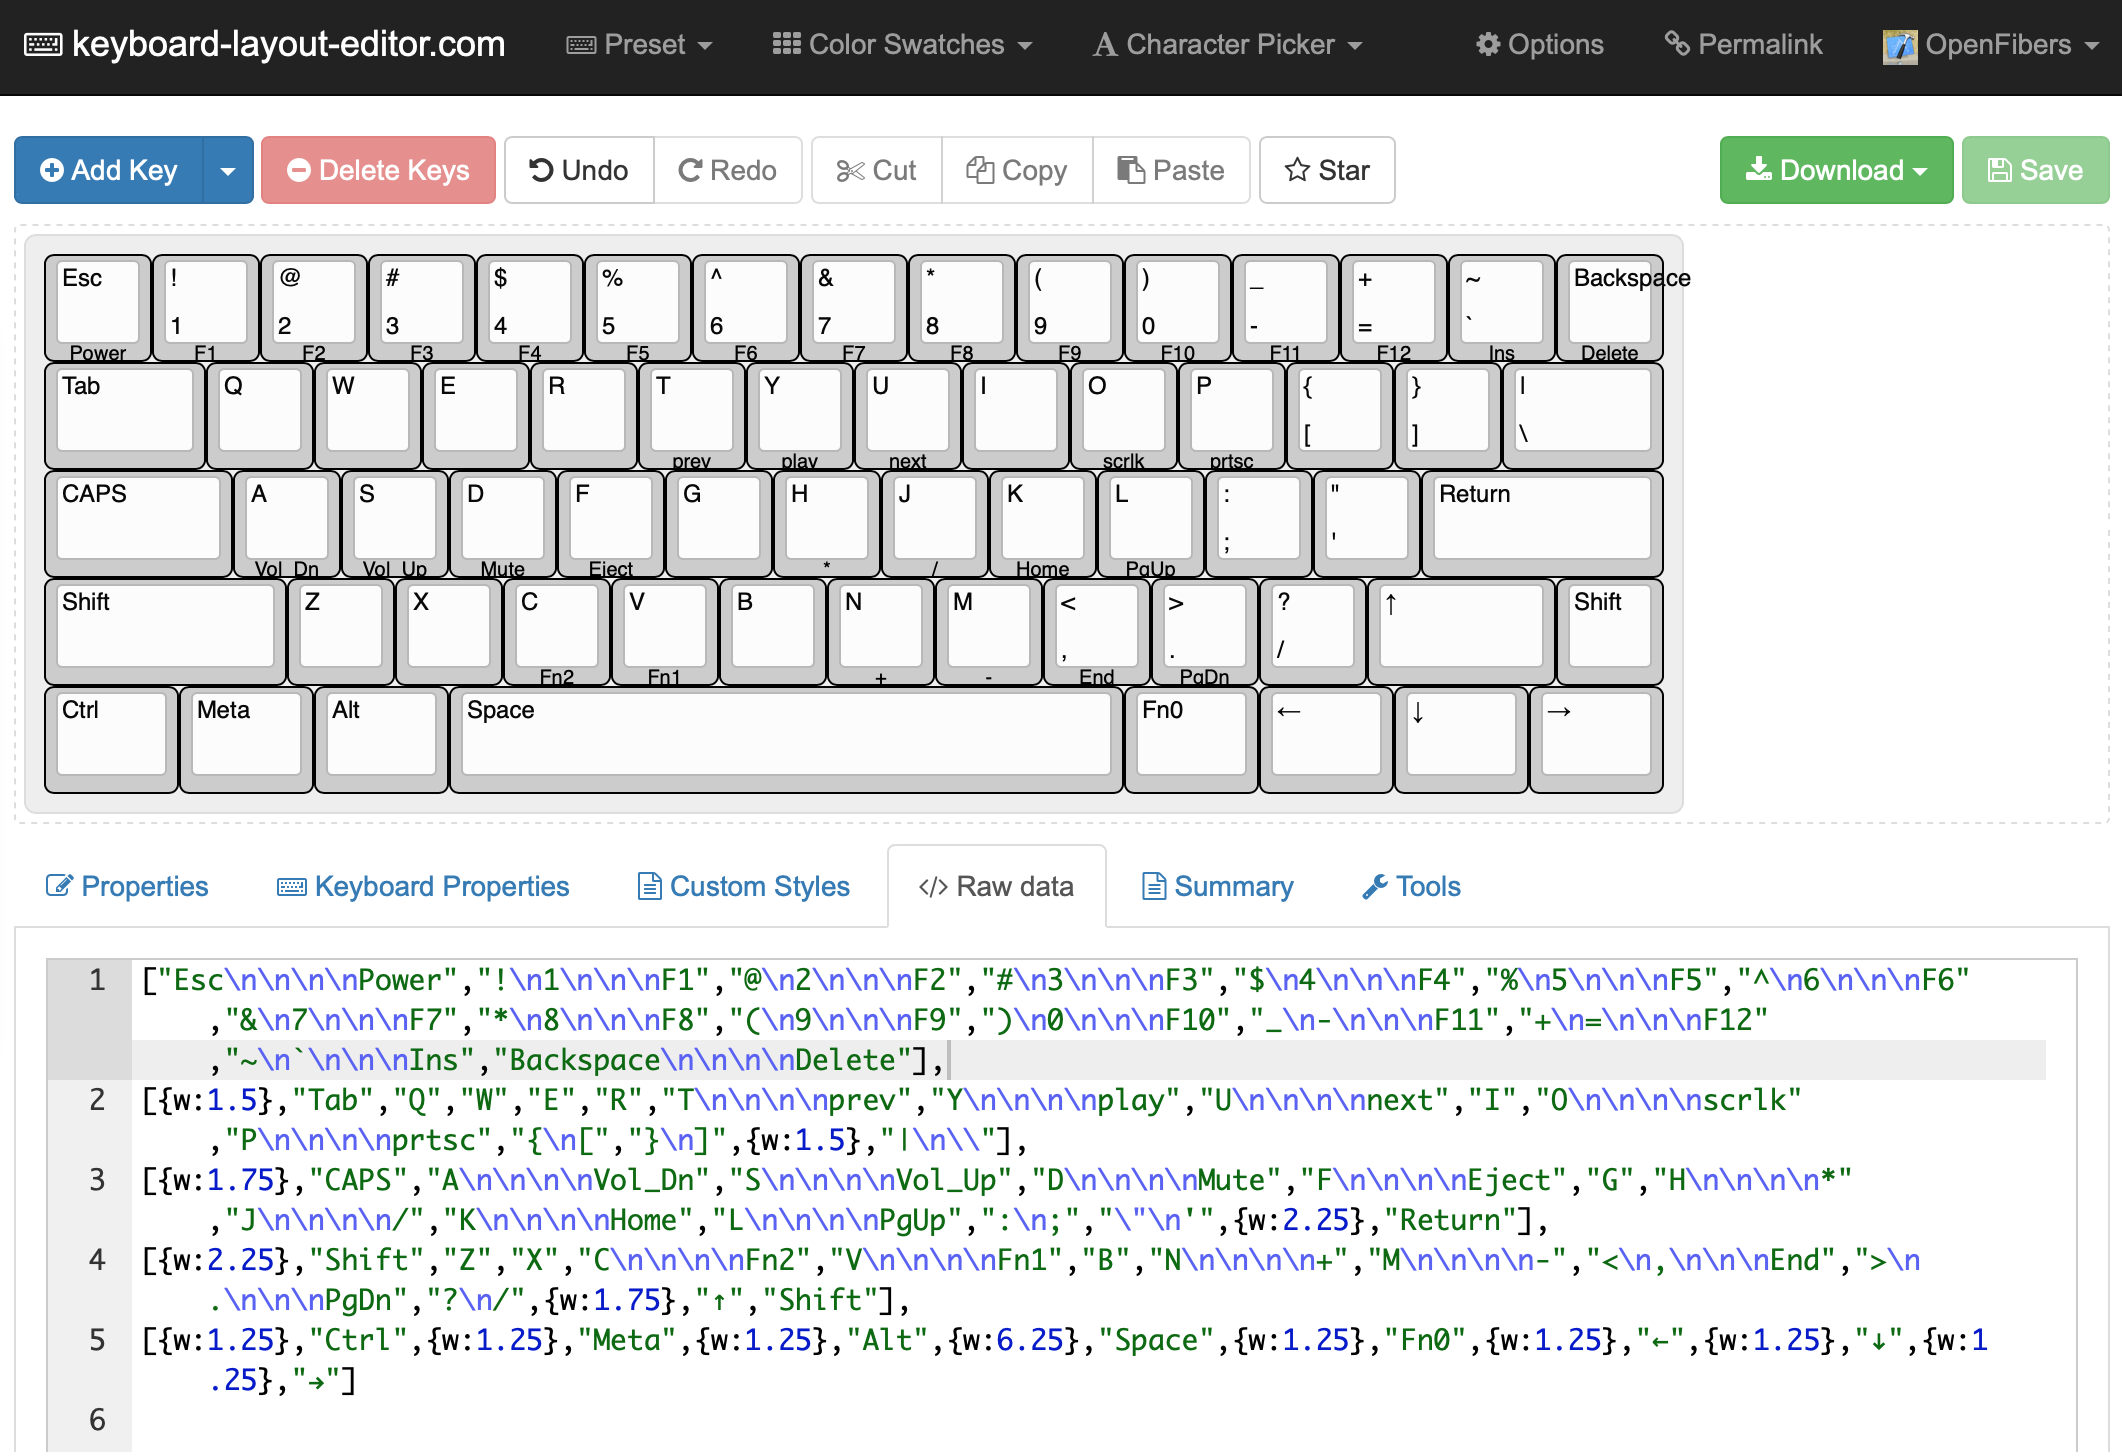 keyboard-layout-editor.com Preset Color Swatches Character Picker Options Permalink OpenFibers
Add Key Delete Keys Undo Redo Cut Copy Paste Star Download Save
Esc ! @ # $ % ^ & * ( ) _ + ~ Backspace
1 2 3 4 5 6 7 8 9 0 - = `
Power F1 F2 F3 F4 F5 F6 F7 F8 F9 F10 F11 F12 Ins Delete
Tab Q W E R T Y U I O P { } |
[ ] \
prev play next scrlk prtsc
CAPS A S D F G H J K L : " Return
; '
Vol_Dn Vol_Up Mute Eject * / Home PgUp
Shift Z X C V B N M < > ? ↑ Shift
, . /
Fn2 Fn1 + - End PgDn
Ctrl Meta Alt Space Fn0 ← ↓ →
Properties Keyboard Properties Custom Styles </> Raw data Summary Tools
1 ["Esc\n\n\n\n\nPower","!\n1\n\n\n\nF1","@\n2\n\n\n\nF2","#\n3\n\n\n\nF3","$\n4\n\n\n\nF4","%\n5\n\n\n\nF5","^\n6\n\n\n\nF6"
,"&\n7\n\n\n\nF7","*\n8\n\n\n\nF8","(\n9\n\n\n\nF9",")\n0\n\n\n\nF10","_\n-\n\n\n\nF11","+\n=\n\n\n\nF12"
,"~\n`\n\n\n\nIns","Backspace\n\n\n\n\nDelete"],
2 [{w:1.5},"Tab","Q","W","E","R","T\n\n\n\n\nprev","Y\n\n\n\n\nplay","U\n\n\n\n\nnext","I","O\n\n\n\n\nscrlk"
,"P\n\n\n\n\nprtsc","{\n[","}\n]",{w:1.5},"|\n\\"],
3 [{w:1.75},"CAPS","A\n\n\n\n\nVol_Dn","S\n\n\n\n\nVol_Up","D\n\n\n\n\nMute","F\n\n\n\n\nEject","G","H\n\n\n\n\n*"
,"J\n\n\n\n\n/","K\n\n\n\n\nHome","L\n\n\n\n\nPgUp",":\n;","\"\n'",{w:2.25},"Return"],
4 [{w:2.25},"Shift","Z","X","C\n\n\n\n\nFn2","V\n\n\n\n\nFn1","B","N\n\n\n\n\n+","M\n\n\n\n\n-","<\n,\n\n\n\nEnd",">\n
.\n\n\n\nPgDn","?\n/",{w:1.75},"↑","Shift"],
5 [{w:1.25},"Ctrl",{w:1.25},"Meta",{w:1.25},"Alt",{w:6.25},"Space",{w:1.25},"Fn0",{w:1.25},"←",{w:1.25},"↓",{w:1
.25},"→"]
6